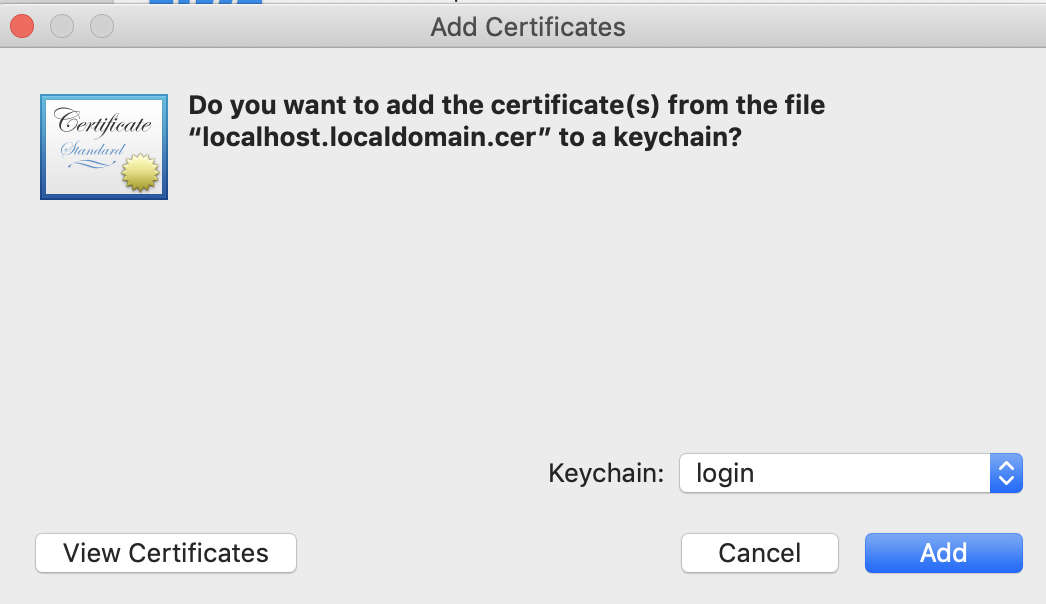 Add Certificates
Certificate
Standard
Do you want to add the certificate(s) from the file
“localhost.localdomain.cer” to a keychain?
Keychain: login
View Certificates Cancel Add